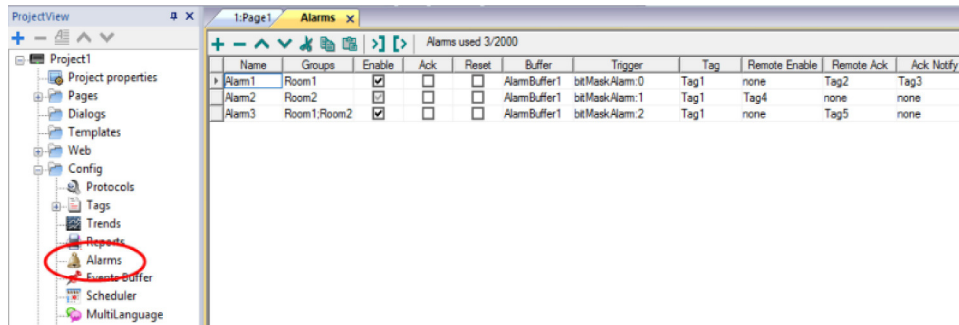 ProjectView
Project1
Project properties
Pages
Dialogs
Templates
Web
Config
Protocols
Tags
Trends
Reports
Alarms
Events Buffer
Scheduler
MultiLanguage
1:Page1 Alarms
Alarms used 3/2000
Name Groups Enable Ack Reset Buffer Trigger Tag Remote Enable Remote Ack Ack Notify
Alarm1 Room1 AlarmBuffer1 bitMaskAlarm:0 Tag1 none Tag2 Tag3
Alarm2 Room2 AlarmBuffer1 bitMaskAlarm:1 Tag1 Tag4 none none
Alarm3 Room1;Room2 AlarmBuffer1 bitMaskAlarm:2 Tag1 none Tag5 none